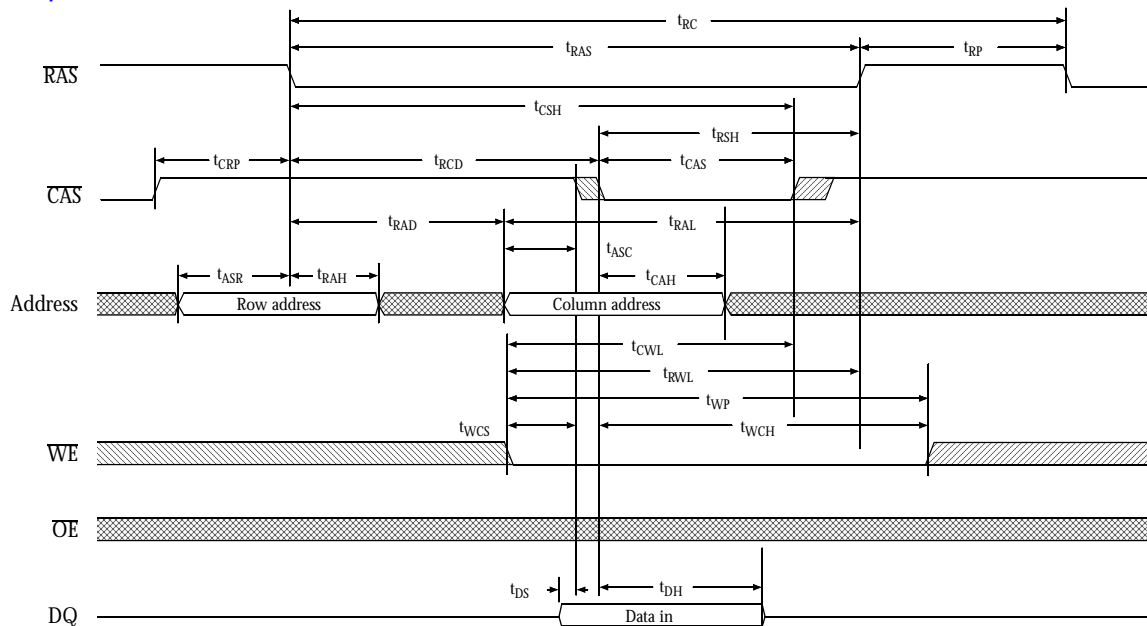 tRC
tRAS
tRP
RAS
tCSH
tRSH
tCRP
tRCD
tCAS
CAS
tRAD
tRAL
tASC
tASR
tRAH
tCAH
Address
Row address
Column address
tCWL
tRWL
tWP
tWCS
tWCH
WE
OE
tDS
tDH
DQ
Data in